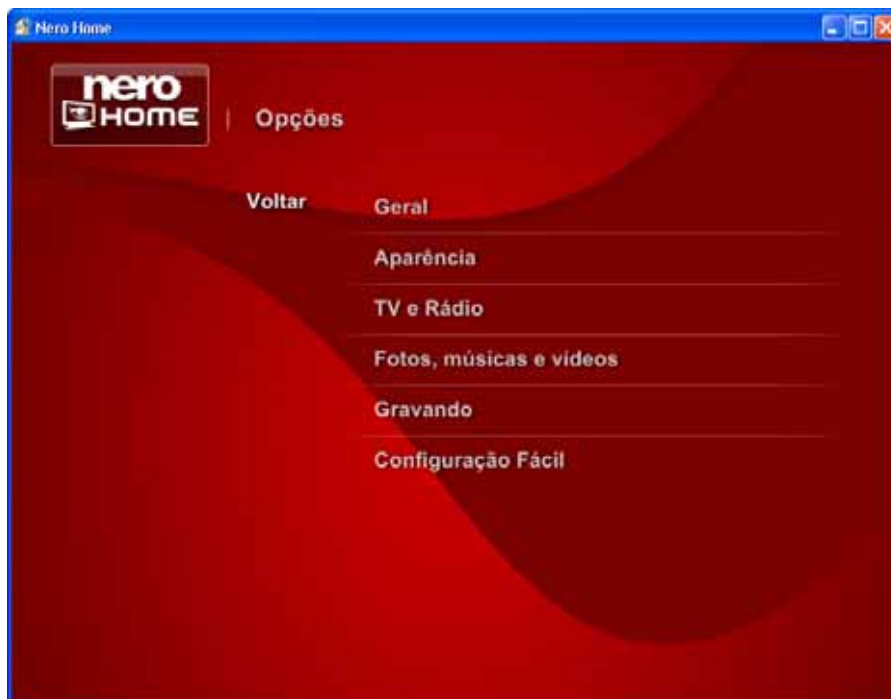 Nero Home
nero
HOME | Opções
Voltar
Geral
Aparência
TV e Rádio
Fotos, músicas e vídeos
Gravando
Configuração Fácil